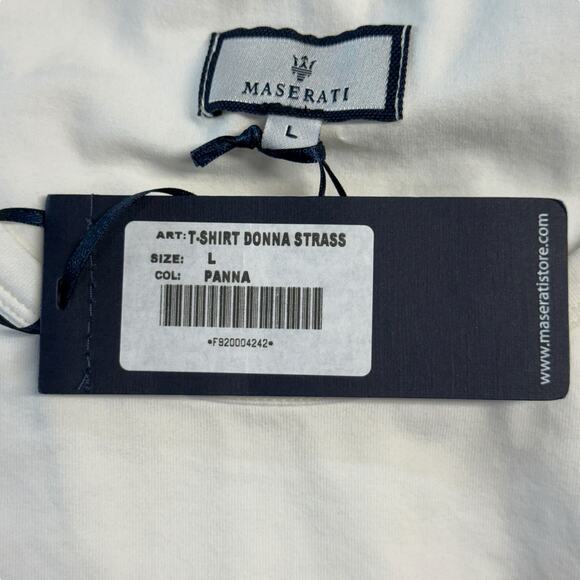 MASERATI
L
ART: T-SHIRT DONNA STRASS
SIZE: L
COL: PANNA
*F920004242*
www.maseratistore.com